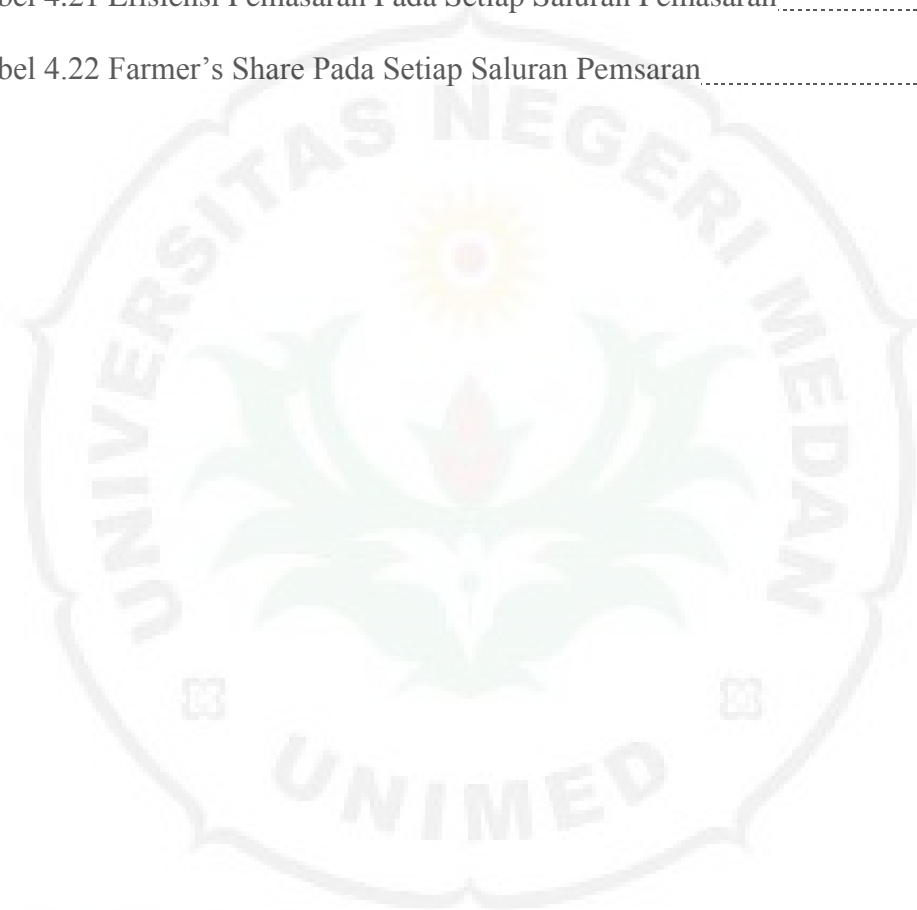 bel 4.21 Efisiensi Pemasaran Pada Setiap Saluran Pemasaran
bel 4.22 Farmer's Share Pada Setiap Saluran Pemsaran
UNIVERSITAS NEGERI MEDAN
UNIMED